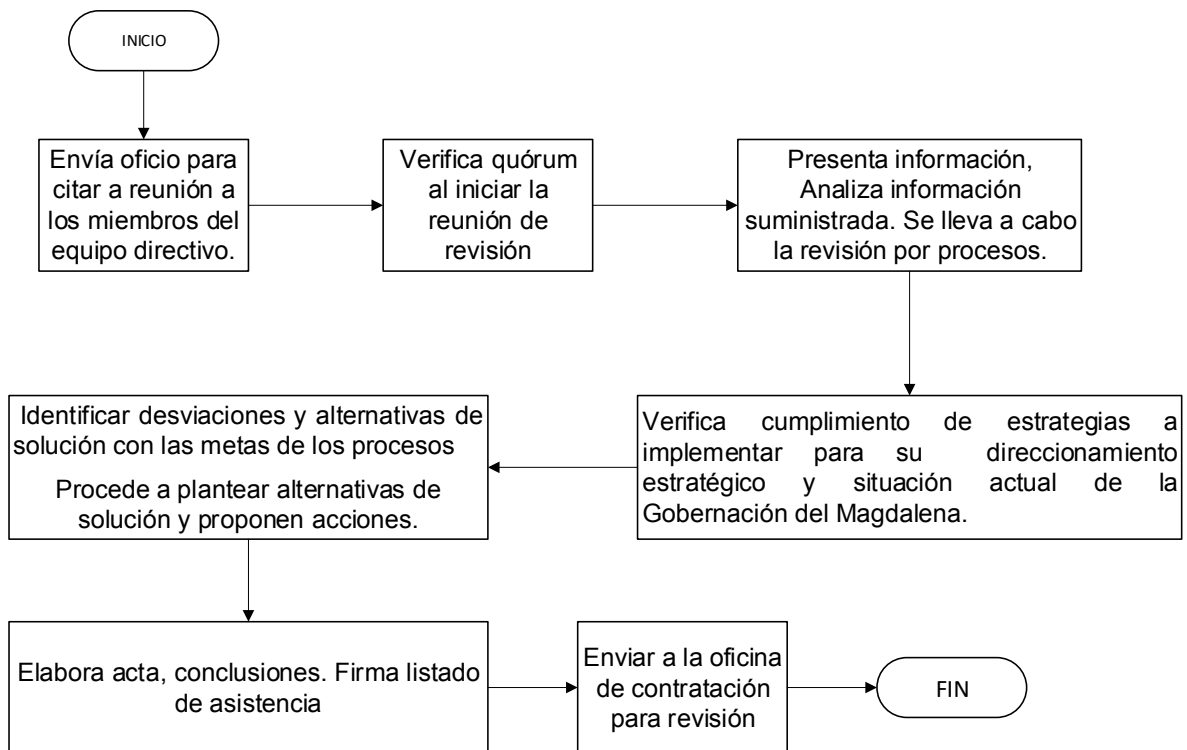 INICIO
Envía oficio para
citar a reunión a
los miembros del
equipo directivo.
Verifica quórum
al iniciar la
reunión de
revisión
Presenta información,
Analiza información
suministrada. Se lleva a cabo
la revisión por procesos.
Verifica cumplimiento de estrategias a
implementar para su direccionamiento
estratégico y situación actual de la
Gobernación del Magdalena.
Identificar desviaciones y alternativas de
solución con las metas de los procesos
Procede a plantear alternativas de
solución y proponen acciones.
Elabora acta, conclusiones. Firma listado
de asistencia
Enviar a la oficina
de contratación
para revisión
FIN